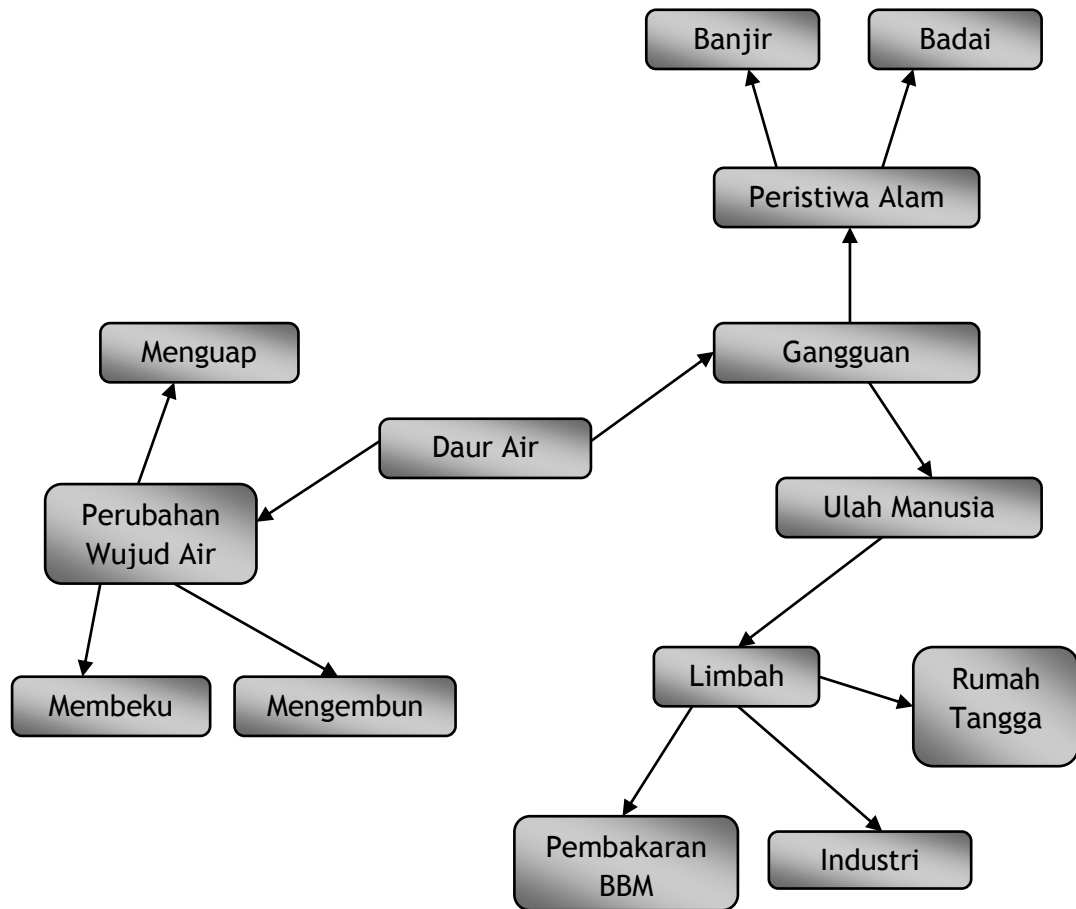 Banjir
Badai
Peristiwa Alam
Menguap
Gangguan
Daur Air
Perubahan
Wujud Air
Ulah Manusia
Membeku
Mengembun
Limbah
Rumah
Tangga
Pembakaran
BBM
Industri